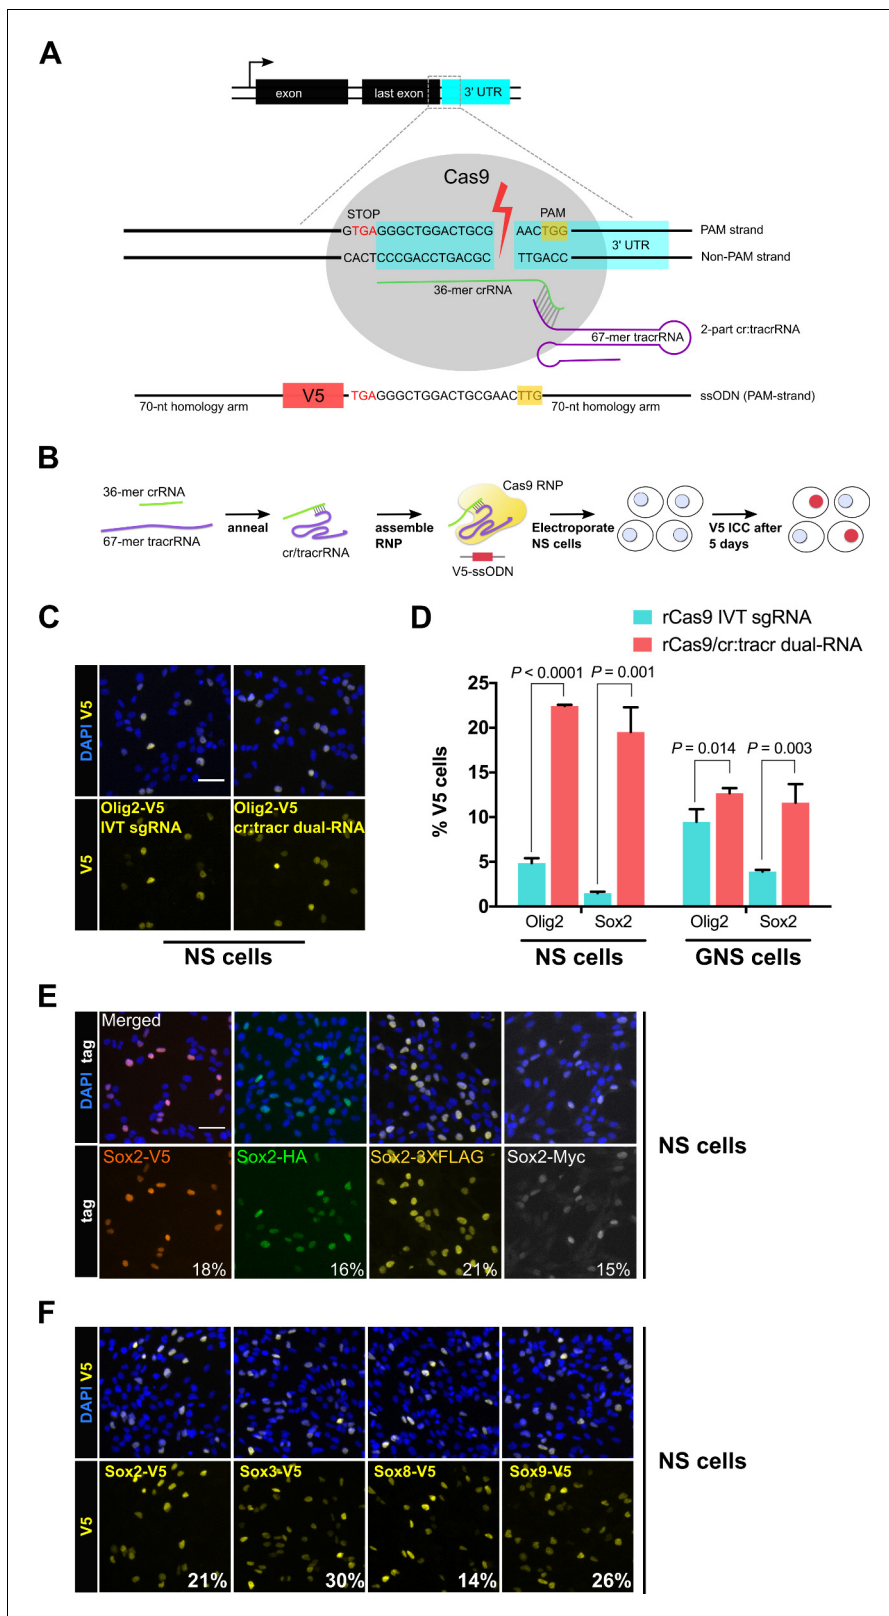 A
exon
last exon
3' UTR
Cas9
STOP
PAM
GTGAGGGCTGGACTGCG
AACTGG
PAM strand
3' UTR
CACTCCCGACCTGACGC
TTGACC
Non-PAM strand
36-mer crRNA
67-mer tracrRNA
2-part cr:tracrRNA
V5
TGAGGGCTGGACTGCGAACTTG
70-nt homology arm
70-nt homology arm
ssODN (PAM-strand)
B
36-mer crRNA
67-mer tracrRNA
anneal
cr/tracrRNA
assemble
RNP
Cas9 RNP
V5-ssODN
Electroporate
NS cells
V5 ICC after
5 days
C
DAPI V5
V5
Olig2-V5
IVT sgRNA
Olig2-V5
cr:tracr dual-RNA
NS cells
D
rCas9 IVT sgRNA
rCas9/cr:tracr dual-RNA
P < 0.0001
P = 0.001
P = 0.014
P = 0.003
% V5 cells
25
20
15
10
5
0
Olig2
Sox2
Olig2
Sox2
NS cells
GNS cells
E
DAPI tag
Merged
tag
Sox2-V5
18%
Sox2-HA
16%
Sox2-3XFLAG
21%
Sox2-Myc
15%
NS cells
F
DAPI V5
V5
Sox2-V5
21%
Sox3-V5
30%
Sox8-V5
14%
Sox9-V5
26%
NS cells